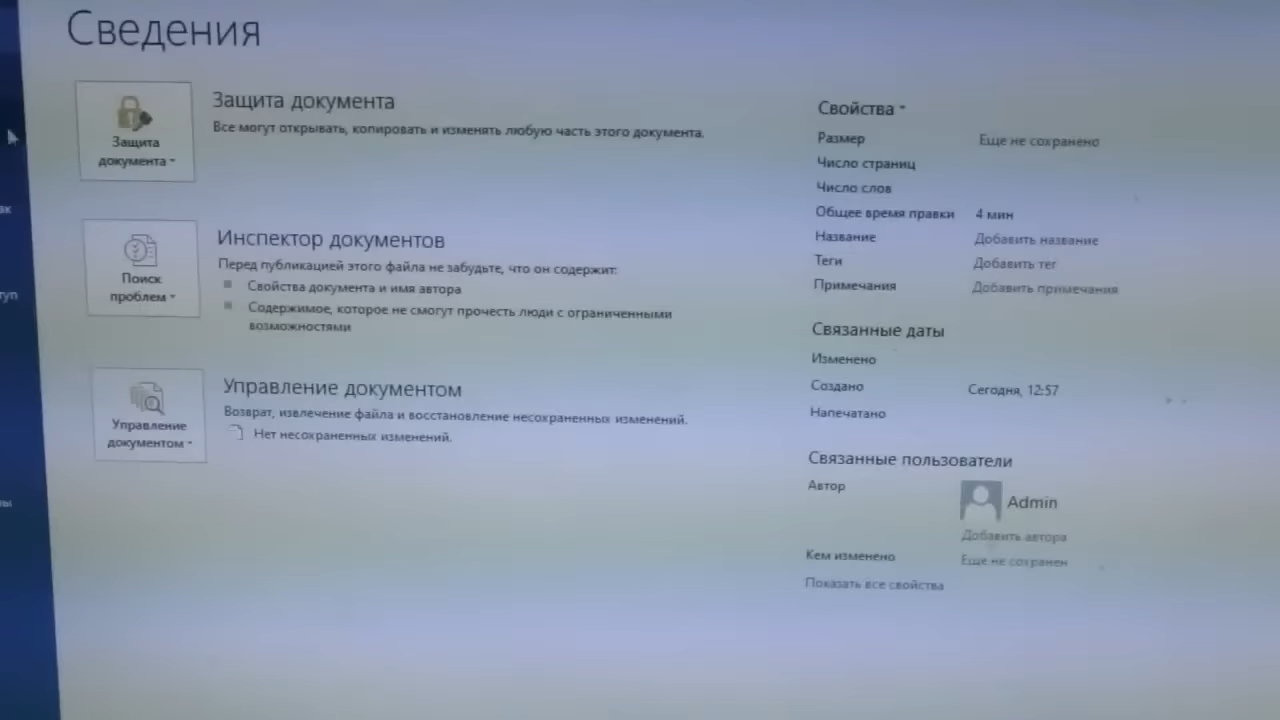 Сведения
Защита документа
Защита документа
Все могут открывать, копировать и изменять любую часть этого документа.
Поиск проблем
Инспектор документов
Перед публикацией этого файла не забудьте, что он содержит:
Свойства документа и имя автора
Содержимое, которое не смогут прочесть люди с ограниченными
возможностями
Управление документом
Управление документом
Возврат, извлечение файла и восстановление несохраненных изменений.
Нет несохраненных изменений.
Свойства
Размер Еще не сохранено
Число страниц
Число слов
Общее время правки 4 мин
Название Добавить название
Теги Добавить тег
Примечания Добавить примечания
Связанные даты
Изменено
Создано Сегодня, 12:57
Напечатано
Связанные пользователи
Автор Admin
Добавить автора
Кем изменено Еще не сохранен
Показать все свойства